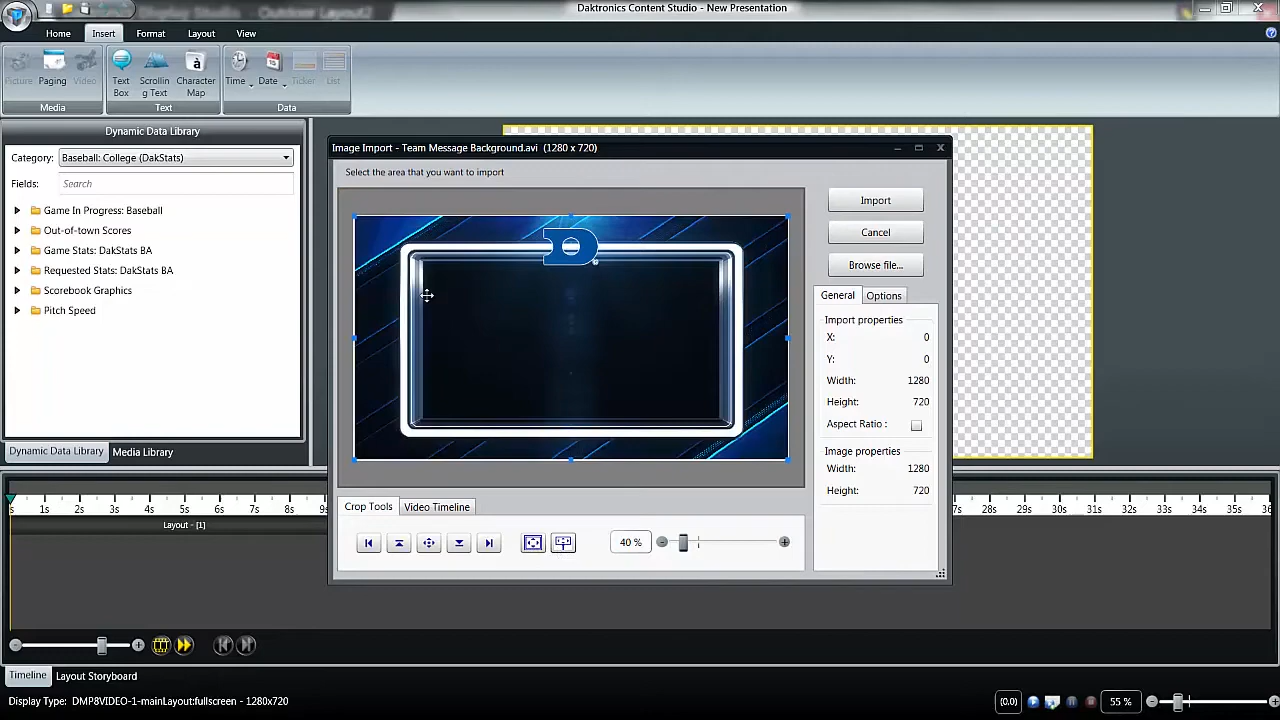 Daktronics Content Studio - New Presentation
Home Insert Format Layout View
Picture Paging Video
Text Box Scrollin g Text Character Map
Time Date Ticker List
Media Text Data
Dynamic Data Library
Category: Baseball: College (DakStats)
Fields: Search
Game In Progress: Baseball
Out-of-town Scores
Game Stats: DakStats BA
Requested Stats: DakStats BA
Scorebook Graphics
Pitch Speed
Dynamic Data Library Media Library
Image Import - Team Message Background.avi (1280 x 720)
Select the area that you want to import
D
Import
Cancel
Browse file...
General Options
Import properties
X: 0
Y: 0
Width: 1280
Height: 720
Aspect Ratio :
Image properties
Width: 1280
Height: 720
Crop Tools Video Timeline
40 %
s 1s 2s 3s 4s 5s 6s 7s 8s 9s 7s 28s 29s 30s 31s 32s 33s 34s 35s 36
Layout - [1]
Timeline Layout Storyboard
Display Type: DMP8VIDEO-1-mainLayout:fullscreen - 1280x720
(0.0) 55 %